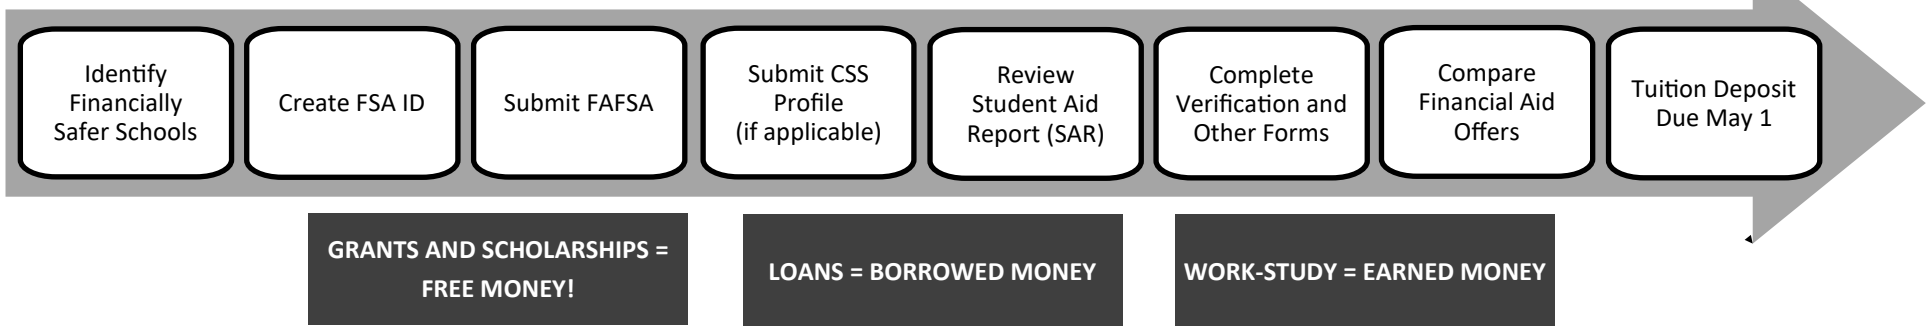 Identify
Financially
Safer Schools
Create FSA ID
Submit FAFSA
Submit CSS
Profile
(if applicable)
Review
Student Aid
Report (SAR)
Complete
Verification and
Other Forms
Compare
Financial Aid
Offers
Tuition Deposit
Due May 1
GRANTS AND SCHOLARSHIPS =
FREE MONEY!
LOANS = BORROWED MONEY
WORK-STUDY = EARNED MONEY